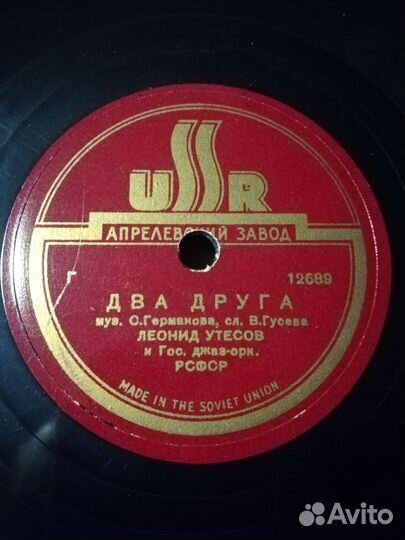 USSR
АПРЕЛЕВСКИЙ ЗАВОД
Г 12689
ДВА ДРУГА
муз. С.Германова, сл. В.Гусева
ЛЕОНИД УТЕСОВ
и Гос. джаз-орк.
РСФСР
MADE IN THE SOVIET UNION
Avito